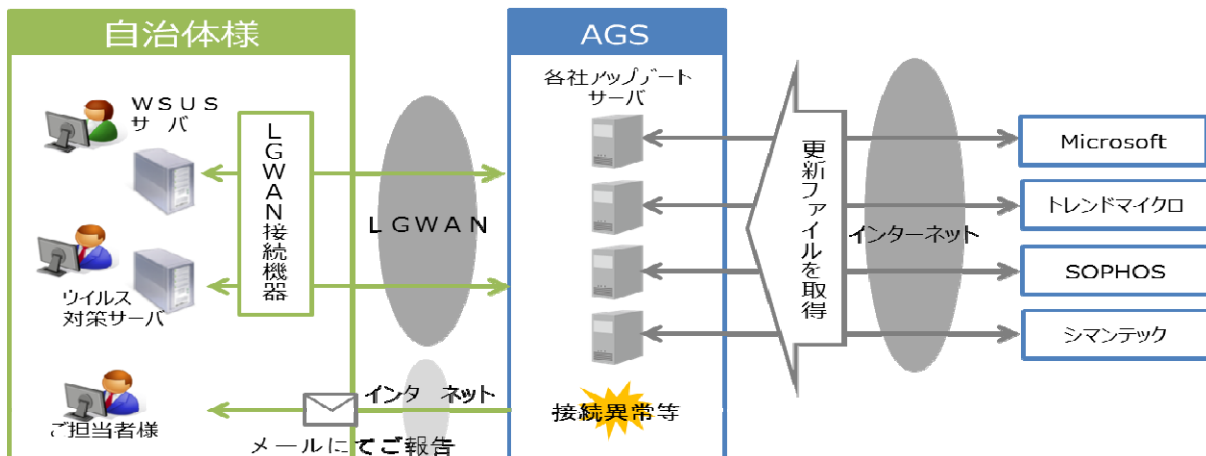 自治体様
WSUS
サーバ
LGWAN接続機器
ウイルス
対策サーバ
ご担当者様
LGWAN
インタ ネット
メールにてご報告
AGS
各社アップデート
サーバ
接続異常等
更新ファイルを取得
インターネット
Microsoft
トレンドマイクロ
SOPHOS
シマンテック